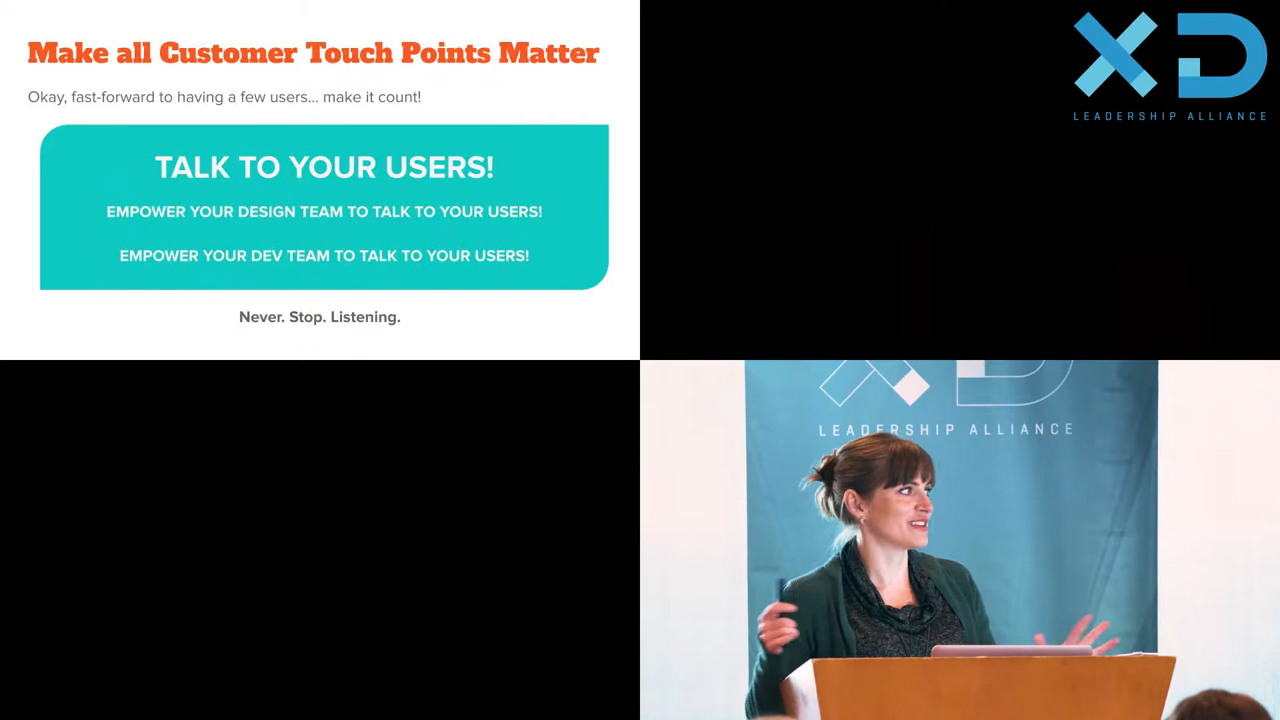 Make all Customer Touch Points Matter
Okay, fast-forward to having a few users... make it count!
TALK TO YOUR USERS!
EMPOWER YOUR DESIGN TEAM TO TALK TO YOUR USERS!
EMPOWER YOUR DEV TEAM TO TALK TO YOUR USERS!
Never. Stop. Listening.
XD
LEADERSHIP ALLIANCE
XD
LEADERSHIP ALLIANCE